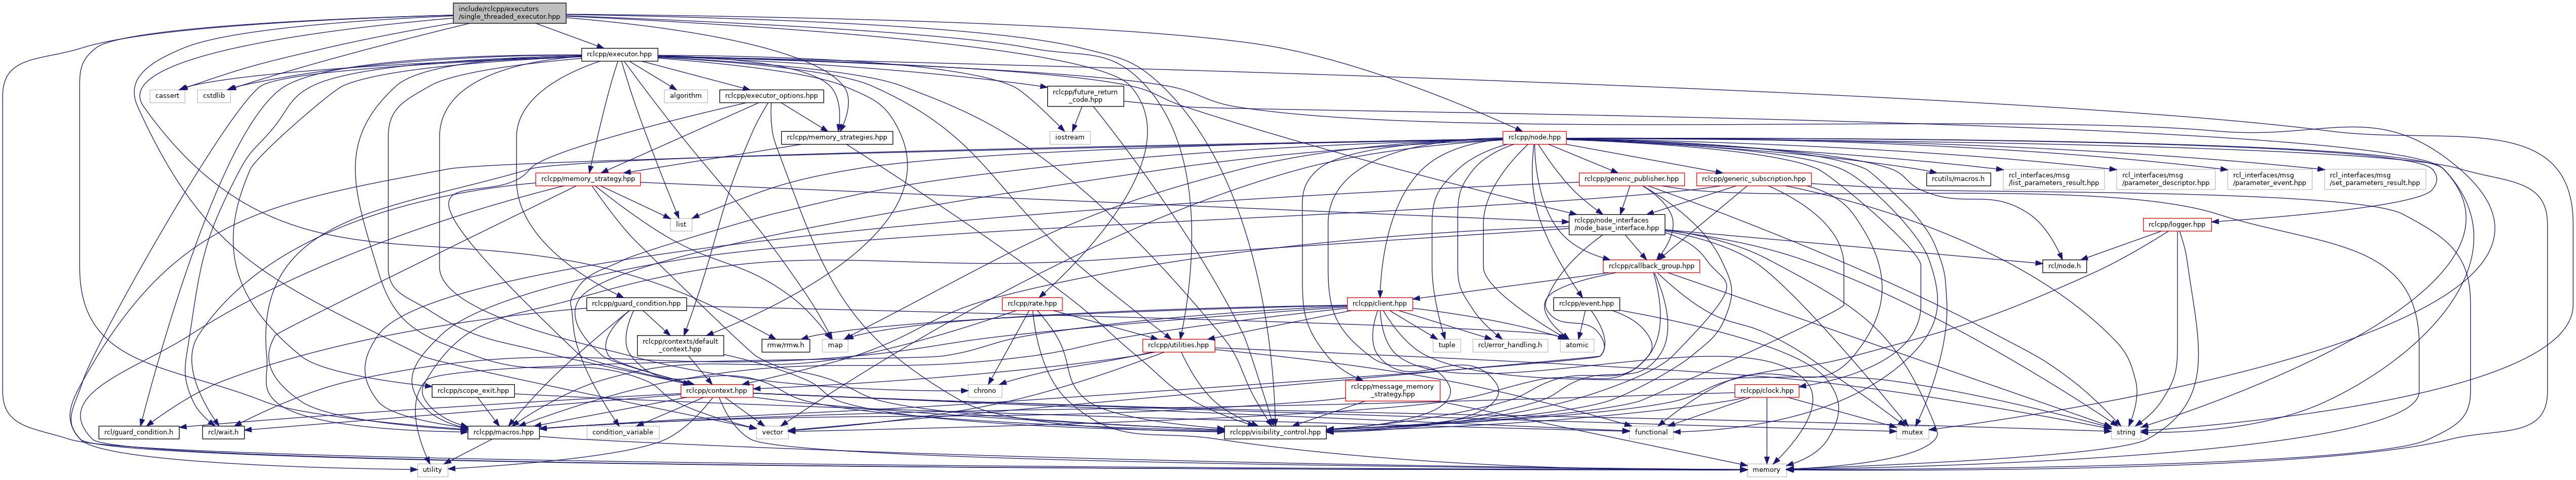 include/rclcpp/executors
/single_threaded_executor.hpp
rclcpp/executor.hpp
cassert
cstdlib
rclcpp/executor_options.hpp
algorithm
rclcpp/future_return
_code.hpp
rclcpp/memory_strategies.hpp
iostream
rclcpp/node.hpp
rclcpp/memory_strategy.hpp
rclcpp/generic_publisher.hpp
rclcpp/generic_subscription.hpp
rcutils/macros.h
rcl_interfaces/msg
/list_parameters_result.hpp
rcl_interfaces/msg
/parameter_descriptor.hpp
rcl_interfaces/msg
/parameter_event.hpp
rcl_interfaces/msg
/set_parameters_result.hpp
list
rclcpp/node_interfaces
/node_base_interface.hpp
rclcpp/logger.hpp
rclcpp/callback_group.hpp
rcl/node.h
rclcpp/guard_condition.hpp
rclcpp/rate.hpp
rclcpp/client.hpp
rclcpp/event.hpp
rclcpp/contexts/default
_context.hpp
rmw/rmw.h
map
rclcpp/utilities.hpp
tuple
rcl/error_handling.h
atomic
rclcpp/scope_exit.hpp
rclcpp/context.hpp
chrono
rclcpp/message_memory
_strategy.hpp
rclcpp/clock.hpp
rcl/guard_condition.h
rcl/wait.h
rclcpp/macros.hpp
condition_variable
vector
rclcpp/visibility_control.hpp
functional
mutex
string
utility
memory